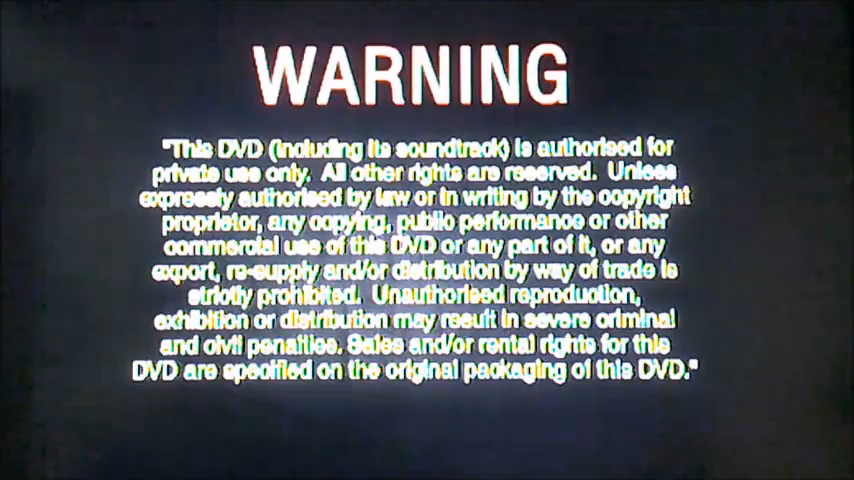 WARNING
"This DVD (including its soundtrack) is authorised for
private use only. All other rights are reserved. Unless
expressly authorised by law or in writing by the copyright
proprietor, any copying, public performance or other
commercial use of this DVD or any part of it, or any
export, re-supply and/or distribution by way of trade is
strictly prohibited. Unauthorised reproduction,
exhibition or distribution may result in severe criminal
and civil penalties. Sales and/or rental rights for this
DVD are specified on the original packaging of this DVD."